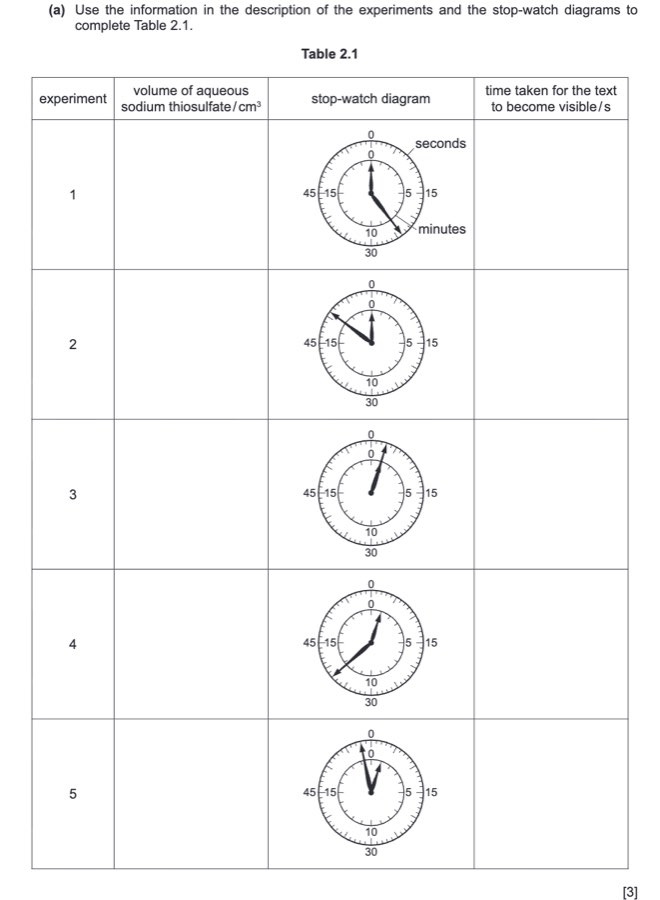 (a) Use the information in the description of the experiments and the stop-watch diagrams to
complete Table 2.1.
Table 2.1
experiment
volume of aqueous
sodium thiosulfate/cm³
stop-watch diagram
time taken for the text
to become visible/s
1
0
seconds
0
45 15 5 15
10
minutes
30
2
0
0
45 15 5 15
10
30
3
0
0
45 15 5 15
10
30
4
0
0
45 15 5 15
10
30
5
0
0
45 15 5 15
10
30
[3]